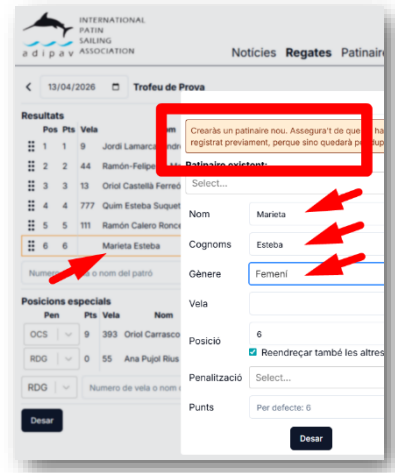 INTERNATIONAL
PATIN
SAILING
ASSOCIATION
adipav
Notícies Regates Patinaire
13/04/2026 Trofeu de Prova
Resultats
Pos Pts Vela Nom
1 1 9 Jordi Lamarca
2 2 44 Ramón-Felipe
3 3 13 Oriol Castellà Ferreó
4 4 777 Quim Esteba Suquet
5 5 111 Ramón Calero Ronce
6 6 Marieta Esteba
Numero de vela o nom del patró
Posicions especials
Pen Pts Vela Nom
OCS 9 393 Oriol Carrasco
RDG 0 55 Ana Pujol Rius
RDG Numero de vela o nom
Desar
Crearàs un patinaire nou. Assegura't de que
registrat previament, perque sino quedarà
Patinaire existent:
Select...
Nom Marieta
Cognoms Esteba
Gènere Femení
Vela
Posició 6
Reendreçar també les altres
Penalització Select...
Punts Per defecte: 6
Desar